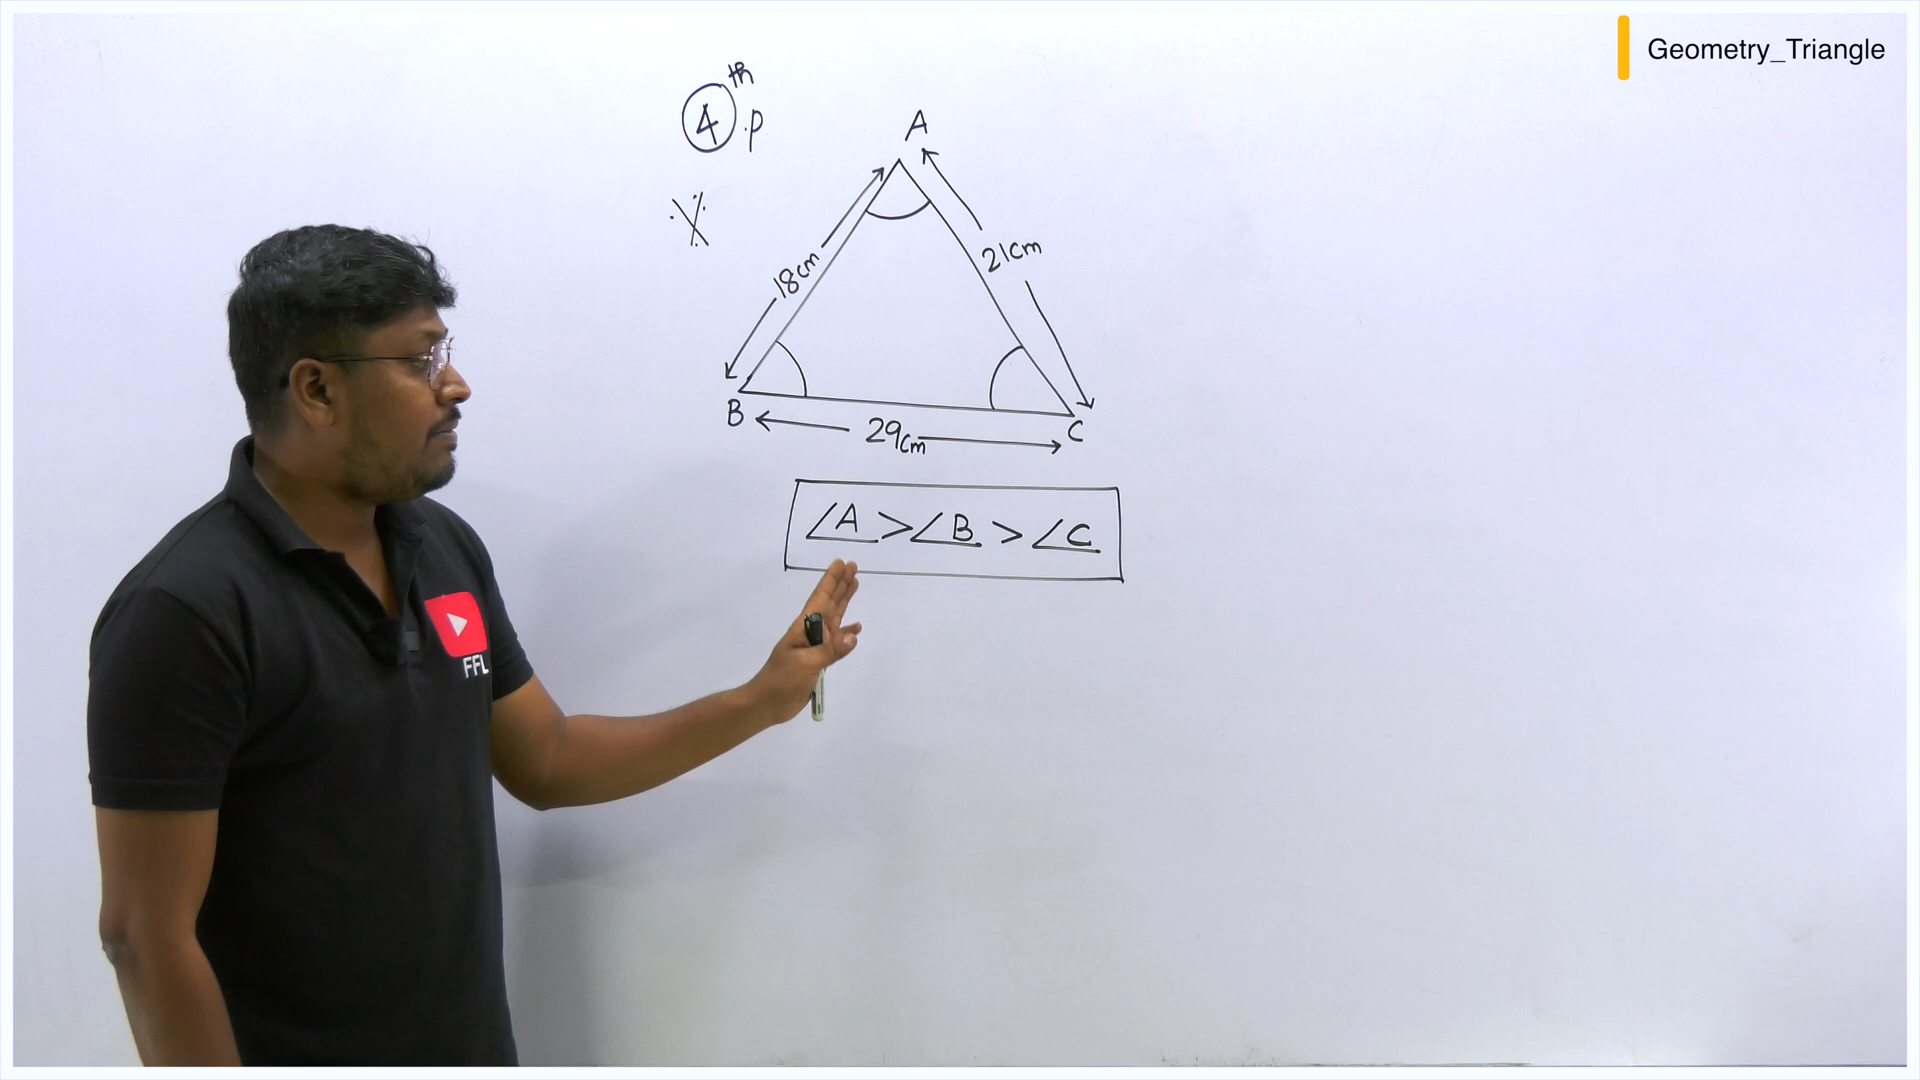 Geometry_Triangle
4th.p
A
18cm
21cm
B
29cm
C
∠A > ∠B > ∠C
FFL